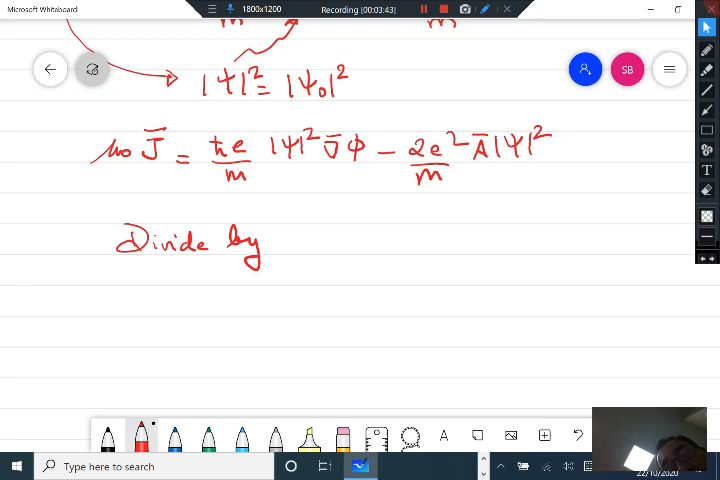 Microsoft Whiteboard
1800x1200
Recording [00:03:43]
m
m
|ψ|² = |ψ₀|²
μ₀ J̅ = ħe/m |ψ|² ∇̅ϕ − 2e²/m A̅|ψ|²
Divide by
SB
T
A
Type here to search
22/10/2020